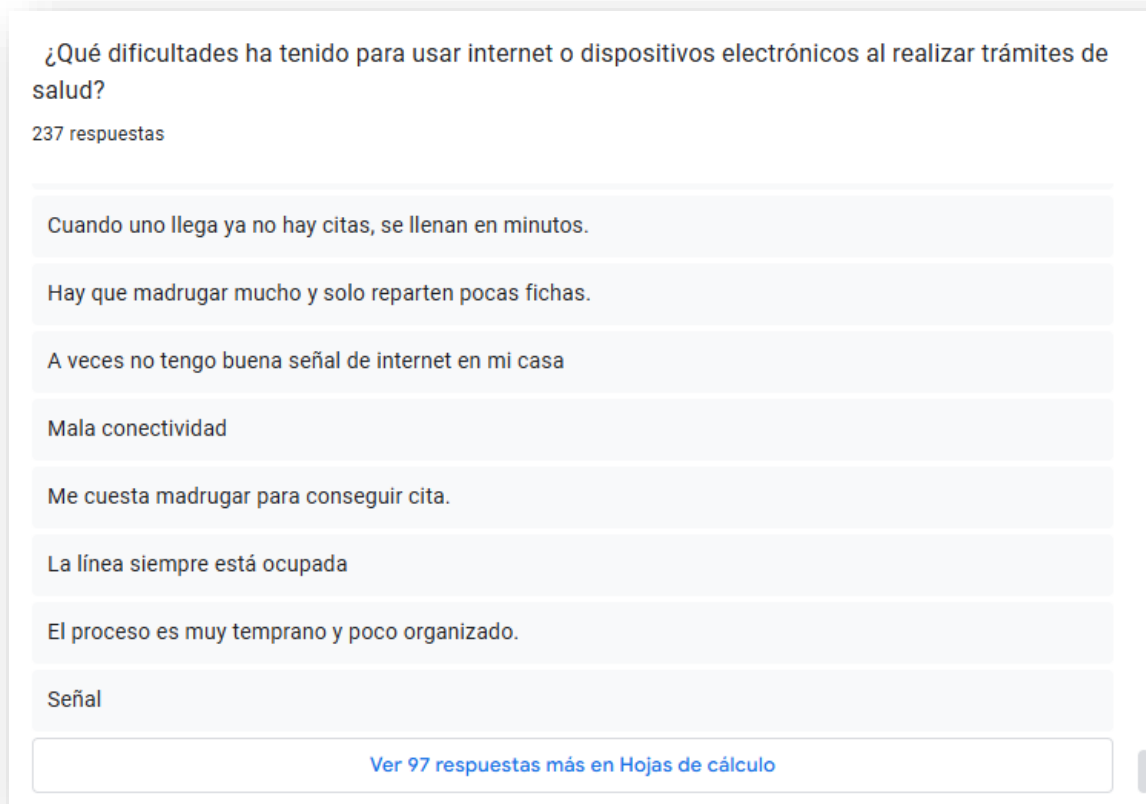 ¿Qué dificultades ha tenido para usar internet o dispositivos electrónicos al realizar trámites de
salud?
237 respuestas
Cuando uno llega ya no hay citas, se llenan en minutos.
Hay que madrugar mucho y solo reparten pocas fichas.
A veces no tengo buena señal de internet en mi casa
Mala conectividad
Me cuesta madrugar para conseguir cita.
La línea siempre está ocupada
El proceso es muy temprano y poco organizado.
Señal
Ver 97 respuestas más en Hojas de cálculo